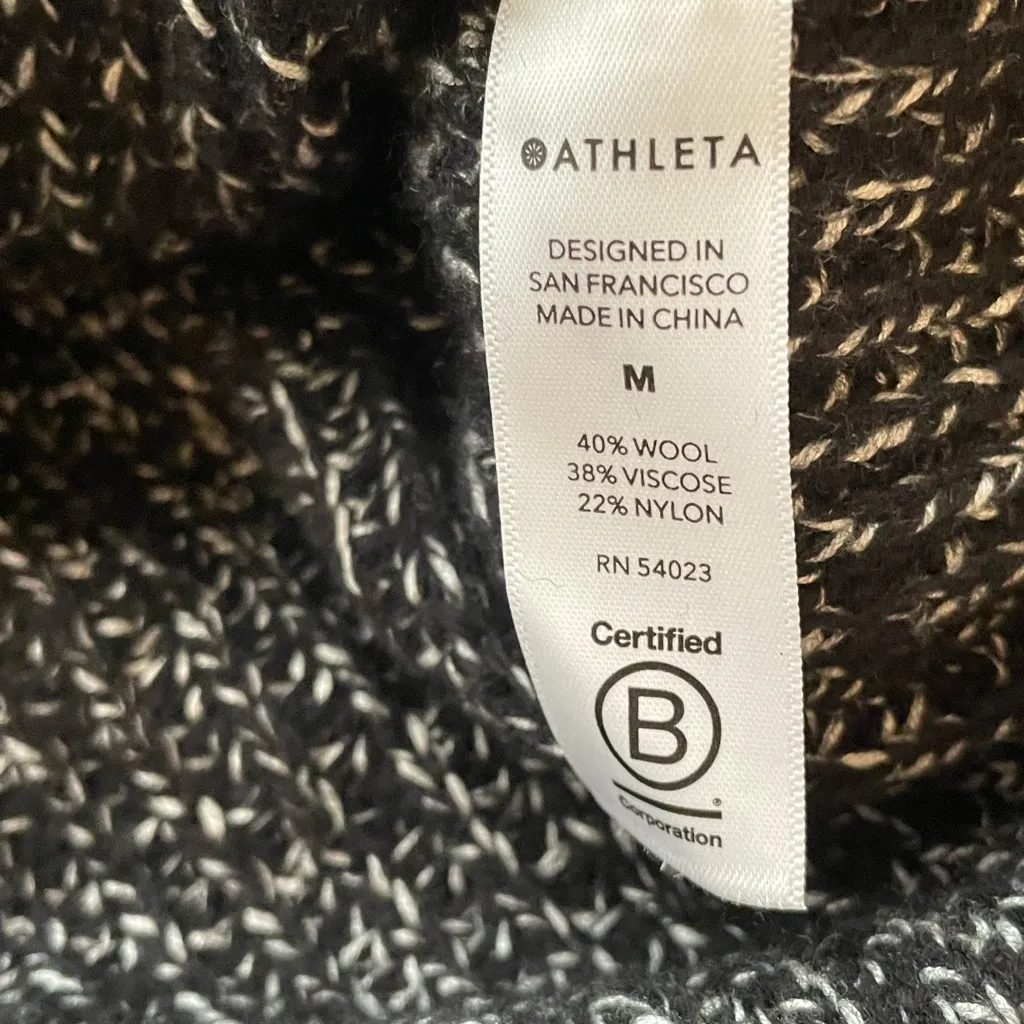 ATHLETA
DESIGNED IN
SAN FRANCISCO
MADE IN CHINA
M
40% WOOL
38% VISCOSE
22% NYLON
RN 54023
Certified
B
®
Corporation